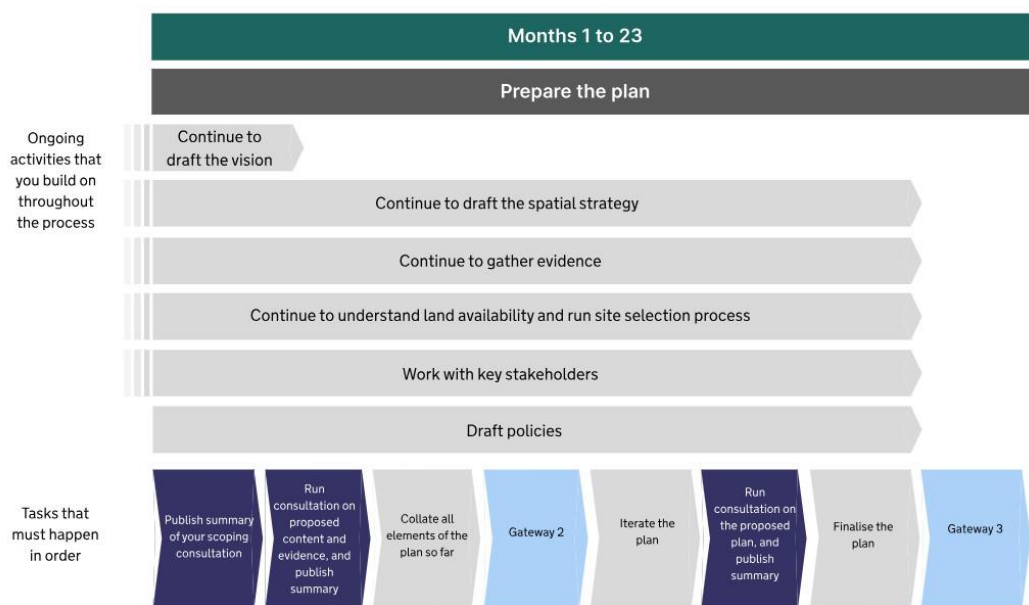 Months 1 to 23
Prepare the plan
Ongoing
activities that
you build on
throughout
the process
Continue to
draft the vision
Continue to draft the spatial strategy
Continue to gather evidence
Continue to understand land availability and run site selection process
Work with key stakeholders
Draft policies
Tasks that
must happen
in order
Publish summary
of your scoping
consultation
Run
consultation on
proposed
content and
evidence, and
publish
summary
Collate all
elements of the
plan so far
Gateway 2
Iterate the
plan
Run
consultation on
the proposed
plan, and
publish
summary
Finalise the
plan
Gateway 3